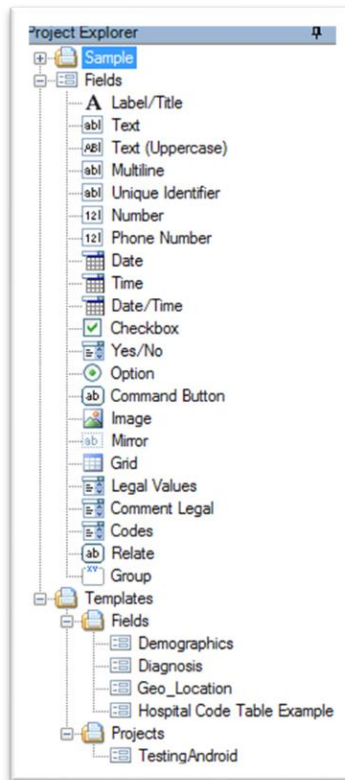 Project Explorer
Sample
Fields
A Label/Title
abl Text
ABl Text (Uppercase)
abl Multiline
abl Unique Identifier
12l Number
12l Phone Number
Date
Time
Date/Time
Checkbox
Yes/No
Option
ab Command Button
Image
ab Mirror
Grid
Legal Values
Comment Legal
Codes
ab Relate
XY Group
Templates
Fields
Demographics
Diagnosis
Geo_Location
Hospital Code Table Example
Projects
TestingAndroid